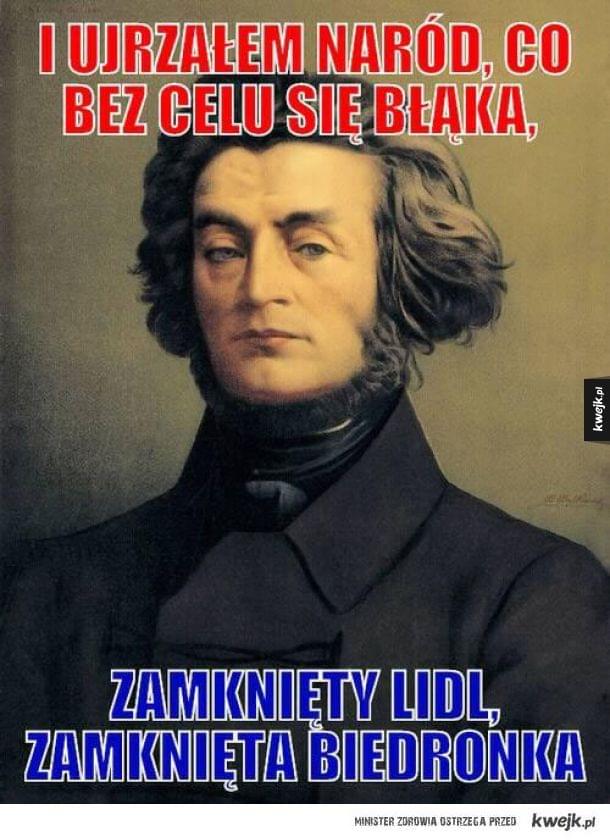 I UJRZAŁEM NARÓD, CO
BEZ CELU SIĘ BŁĄKA,
kwejk.pl
ZAMKNIĘTY LIDL,
ZAMKNIĘTA BIEDRONKA
MINISTER ZDROWIA OSTRZEGA PRZED kwejk.pl